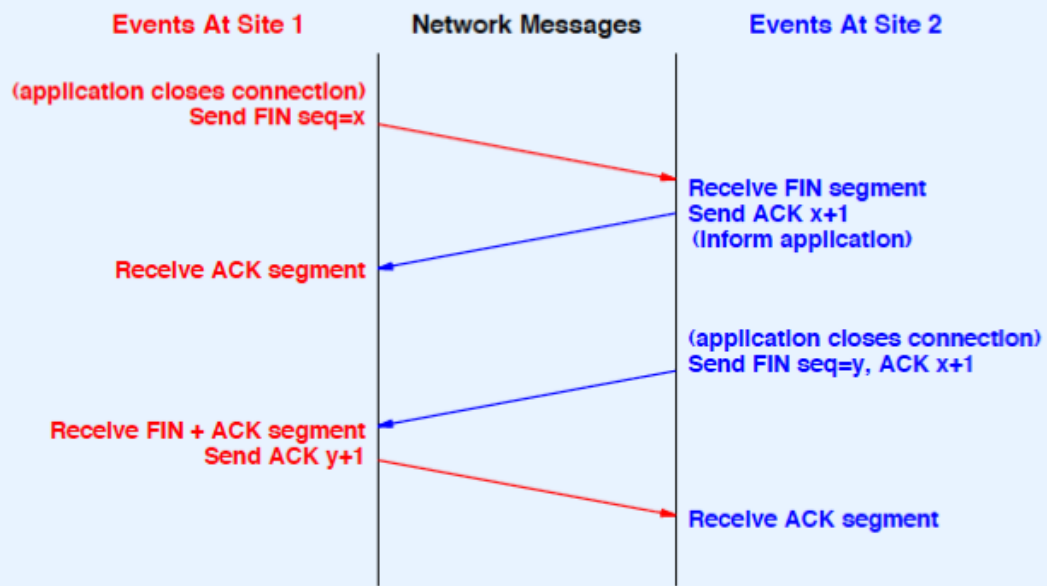 Events At Site 1
Network Messages
Events At Site 2
(application closes connection)
Send FIN seq=x
Receive FIN segment
Send ACK x+1
(inform application)
Receive ACK segment
(application closes connection)
Send FIN seq=y, ACK x+1
Receive FIN + ACK segment
Send ACK y+1
Receive ACK segment